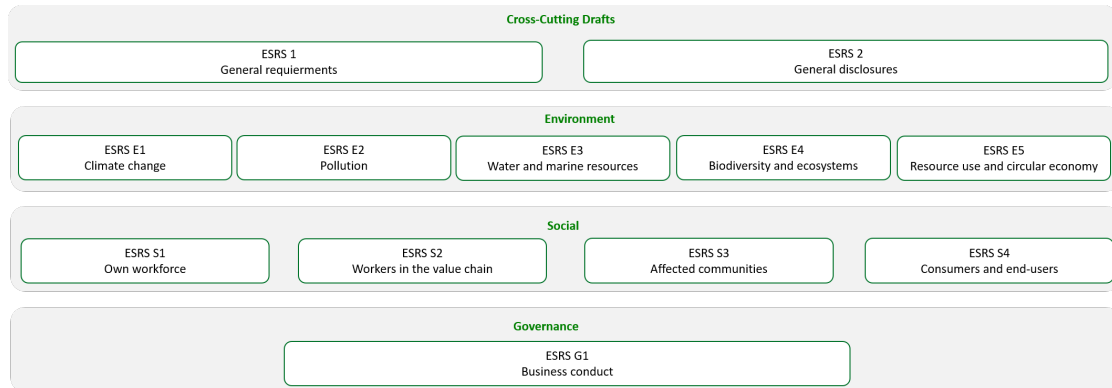 Cross-Cutting Drafts
ESRS 1
General requierments
ESRS 2
General disclosures
Environment
ESRS E1
Climate change
ESRS E2
Pollution
ESRS E3
Water and marine resources
ESRS E4
Biodiversity and ecosystems
ESRS E5
Resource use and circular economy
Social
ESRS S1
Own workforce
ESRS S2
Workers in the value chain
ESRS S3
Affected communities
ESRS S4
Consumers and end-users
Governance
ESRS G1
Business conduct